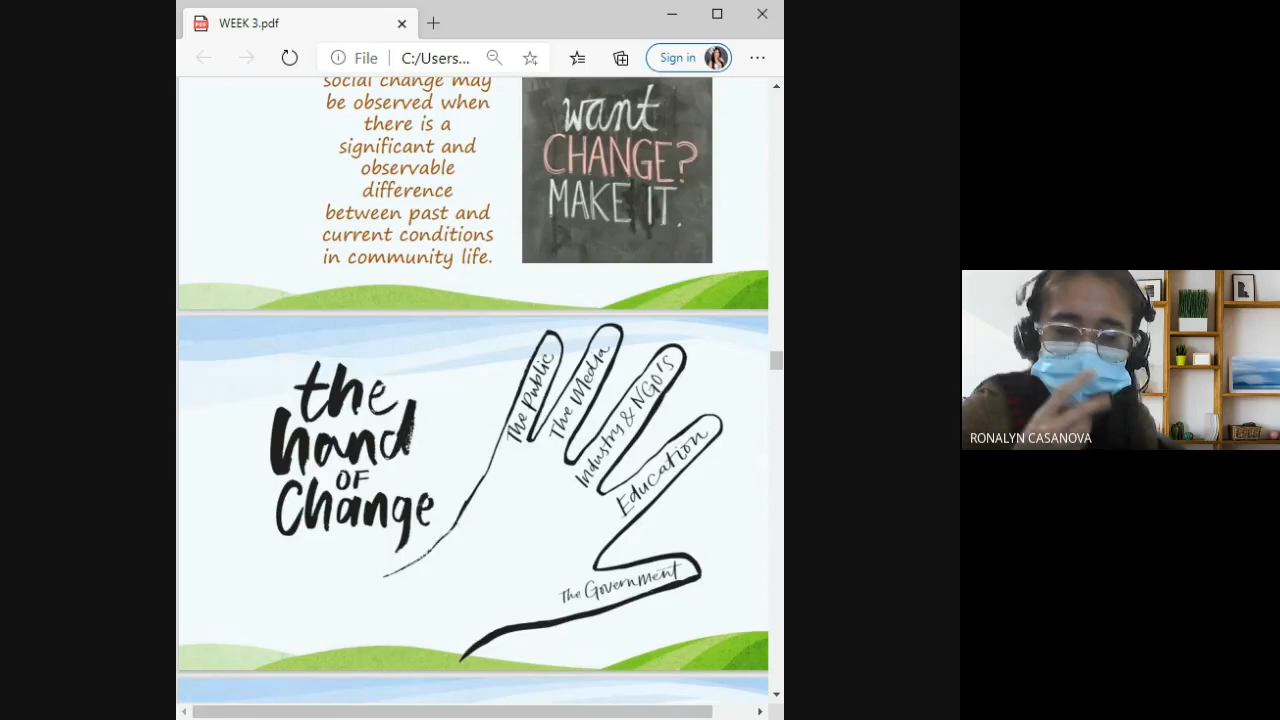 WEEK 3.pdf
File
C:/Users...
Sign in
social change may
be observed when
there is a
significant and
observable
difference
between past and
current conditions
in community life.
want
CHANGE?
MAKE IT.
the
hand
OF
Change
The Public
The Media
Industry & NGO'S
Education
The Government
RONALYN CASANOVA